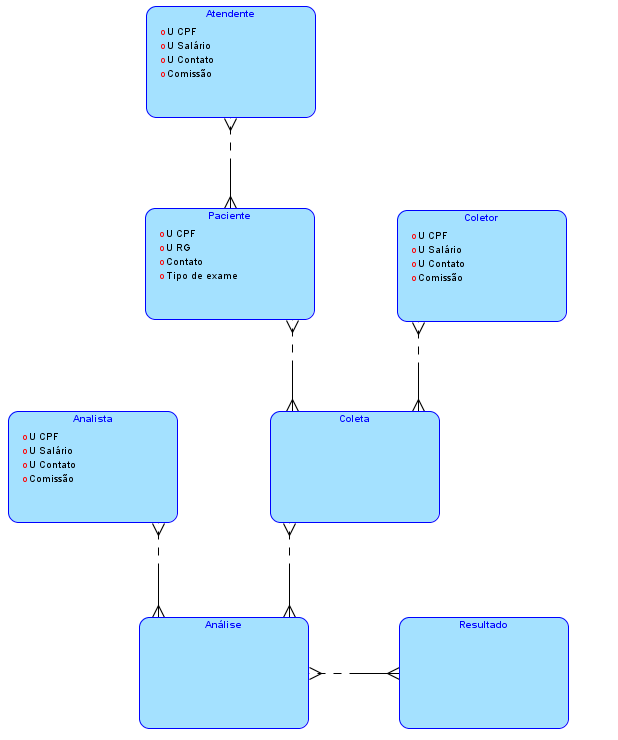 Atendente
o U CPF
o U Salário
o U Contato
o Comissão
Paciente
o U CPF
o U RG
o Contato
o Tipo de exame
Coletor
o U CPF
o U Salário
o U Contato
o Comissão
Analista
o U CPF
o U Salário
o U Contato
o Comissão
Coleta
Análise
Resultado